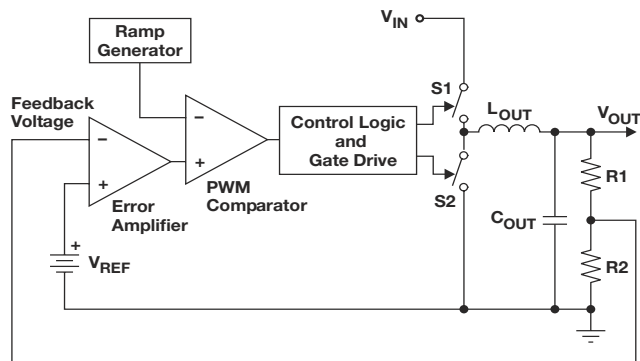 Ramp
Generator
V_IN
S1
L_OUT
V_OUT
Feedback
Voltage
−
+
Error
Amplifier
−
+
PWM
Comparator
Control Logic
and
Gate Drive
S2
C_OUT
R1
R2
+
V_REF